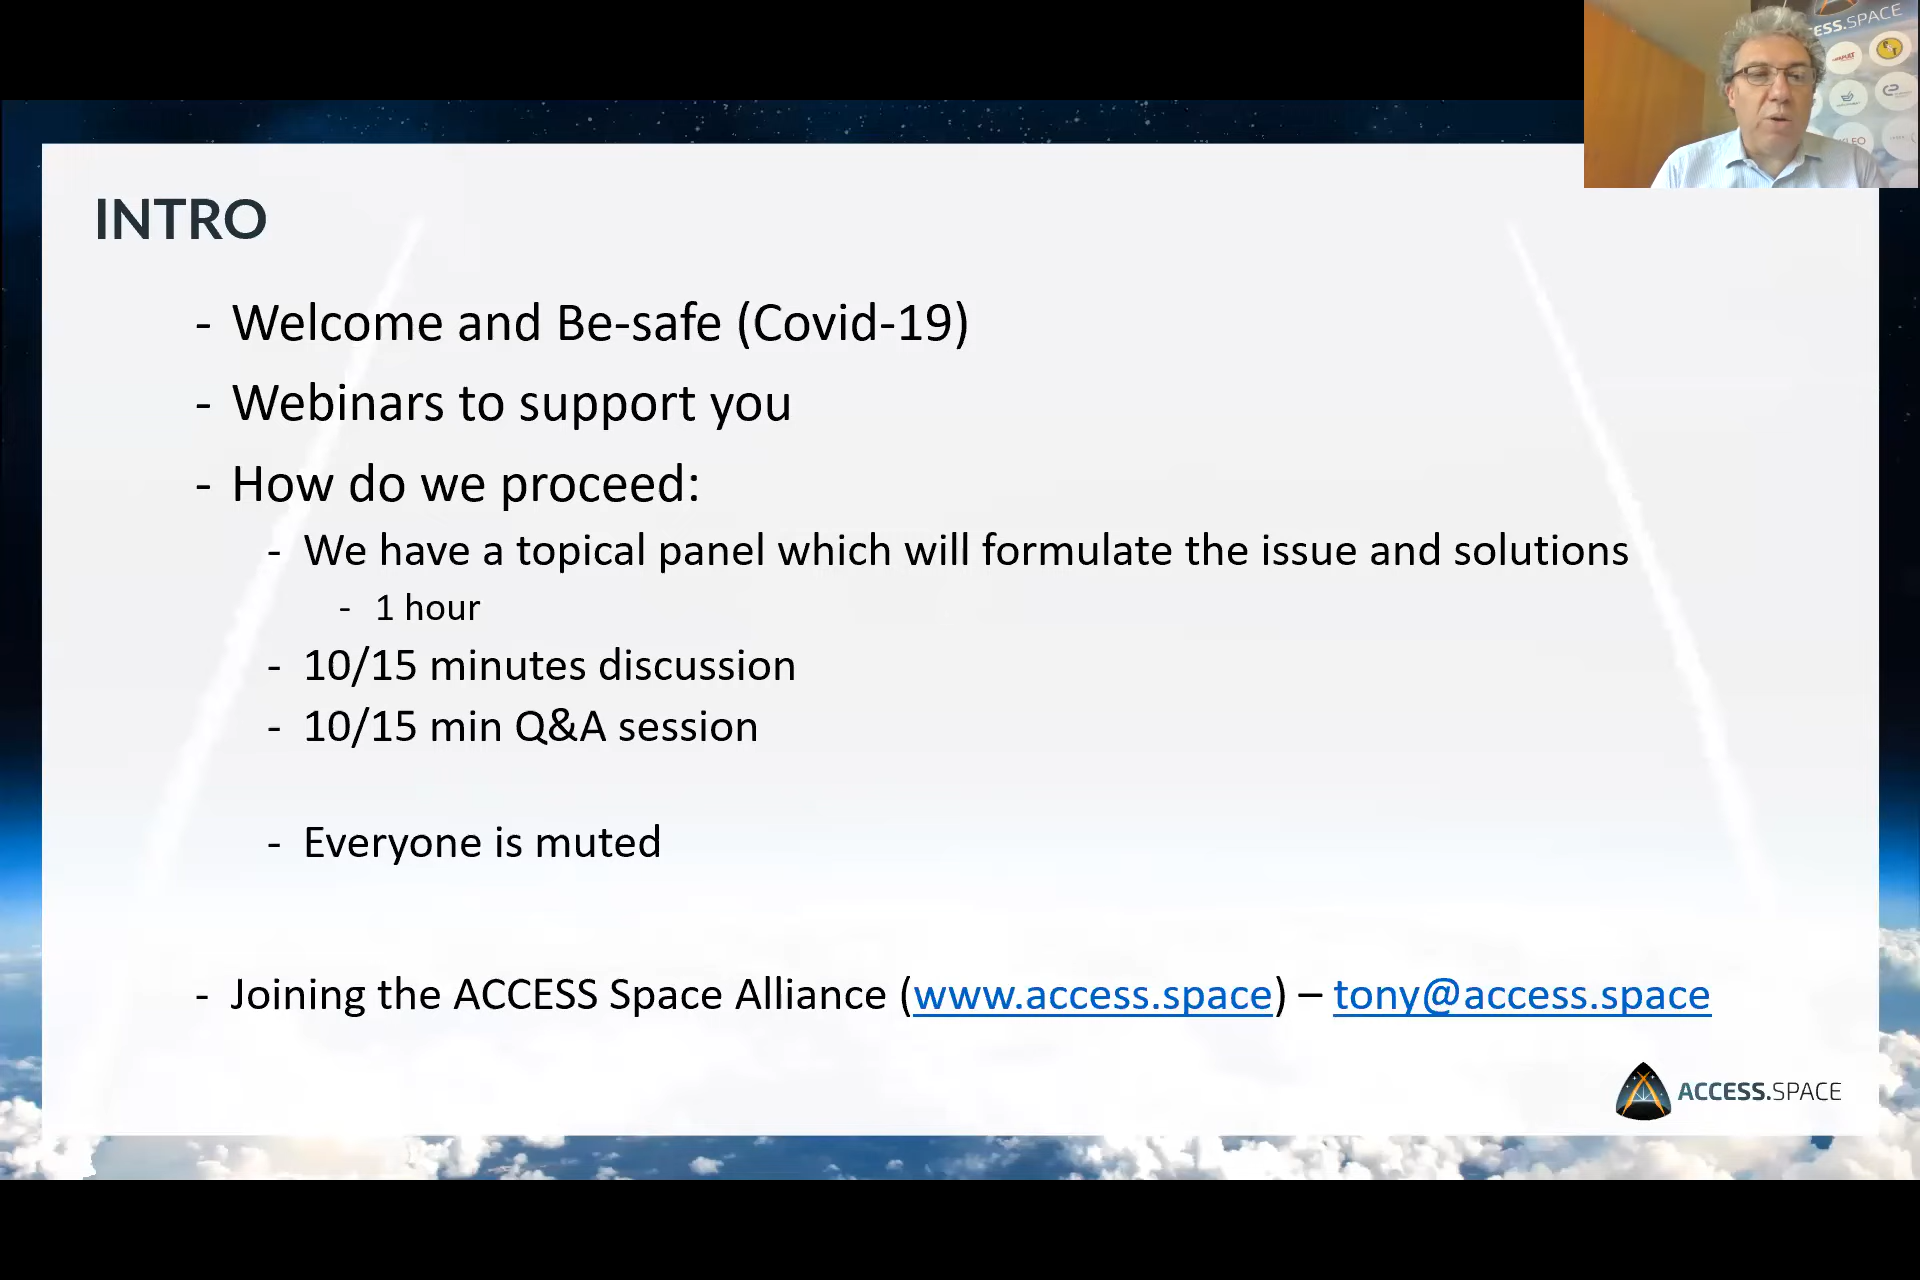 ESS.SPACE
INTRO
- Welcome and Be-safe (Covid-19)
- Webinars to support you
- How do we proceed:
- We have a topical panel which will formulate the issue and solutions
- 1 hour
- 10/15 minutes discussion
- 10/15 min Q&A session
- Everyone is muted
- Joining the ACCESS Space Alliance (www.access.space) – tony@access.space
ACCESS.SPACE